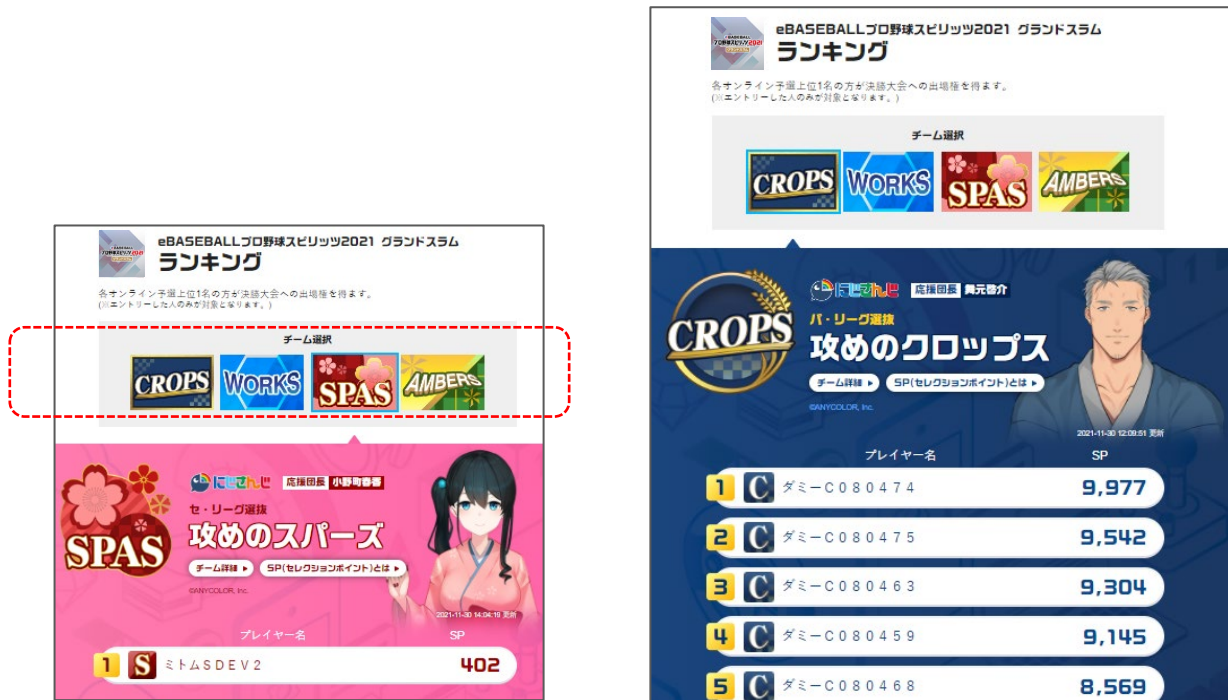 eBASEBALLプロ野球スピリッツ2021 グランドスラム
ランキング
各オンライン予選上位1名の方が決勝大会への出場権を得ます。
(※エントリーした人のみが対象となります。)
チーム選択
CROPS WORKS SPAS AMBERS
SPAS
にじさんじ 応援団長 小野町春香
セ・リーグ選抜
攻めのスパーズ
チーム詳細 SP(セレクションポイント)とは
©ANYCOLOR, Inc.
2021-11-30 14:04:19 更新
プレイヤー名 SP
1 S ミトムSDEV2 402
eBASEBALLプロ野球スピリッツ2021 グランドスラム
ランキング
各オンライン予選上位1名の方が決勝大会への出場権を得ます。
(※エントリーした人のみが対象となります。)
チーム選択
CROPS WORKS SPAS AMBERS
CROPS
にじさんじ 応援団長 舞元啓介
パ・リーグ選抜
攻めのクロップス
チーム詳細 SP(セレクションポイント)とは
©ANYCOLOR, Inc.
2021-11-30 12:09:51 更新
プレイヤー名 SP
1 C ダミーC080474 9,977
2 C ダミーC080475 9,542
3 C ダミーC080463 9,304
4 C ダミーC080459 9,145
5 C ダミーC080468 8,569